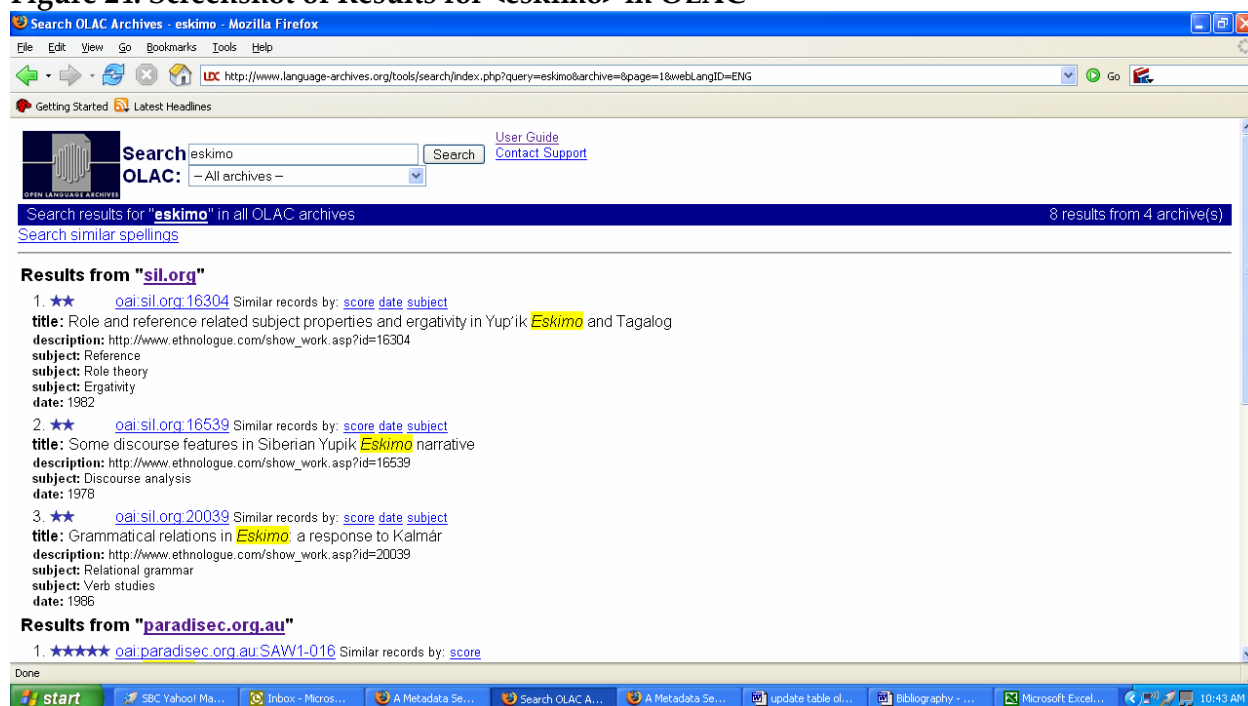 Figure 21. Screenshot of Results for <eskimo> in OLAC
Search OLAC Archives - eskimo - Mozilla Firefox
File Edit View Go Bookmarks Tools Help
LDC http://www.language-archives.org/tools/search/index.php?query=eskimo&archive=&page=1&webLangID=ENG Go
Getting Started Latest Headlines
User Guide
Search eskimo Search Contact Support
OLAC: – All archives –
OPEN LANGUAGE ARCHIVES
Search results for "eskimo" in all OLAC archives 8 results from 4 archive(s)
Search similar spellings
Results from "sil.org"
1. ★★ oai:sil.org:16304 Similar records by: score date subject
title: Role and reference related subject properties and ergativity in Yup'ik Eskimo and Tagalog
description: http://www.ethnologue.com/show_work.asp?id=16304
subject: Reference
subject: Role theory
subject: Ergativity
date: 1982
2. ★★ oai:sil.org:16539 Similar records by: score date subject
title: Some discourse features in Siberian Yupik Eskimo narrative
description: http://www.ethnologue.com/show_work.asp?id=16539
subject: Discourse analysis
date: 1978
3. ★★ oai:sil.org:20039 Similar records by: score date subject
title: Grammatical relations in Eskimo: a response to Kalmár
description: http://www.ethnologue.com/show_work.asp?id=20039
subject: Relational grammar
subject: Verb studies
date: 1986
Results from "paradisec.org.au"
1. ★★★★★ oai:paradisec.org.au:SAW1-016 Similar records by: score
Done
start SBC Yahoo! Ma... Inbox - Micros... A Metadata Se... Search OLAC A... A Metadata Se... update table ol... Bibliography - ... Microsoft Excel... 10:43 AM